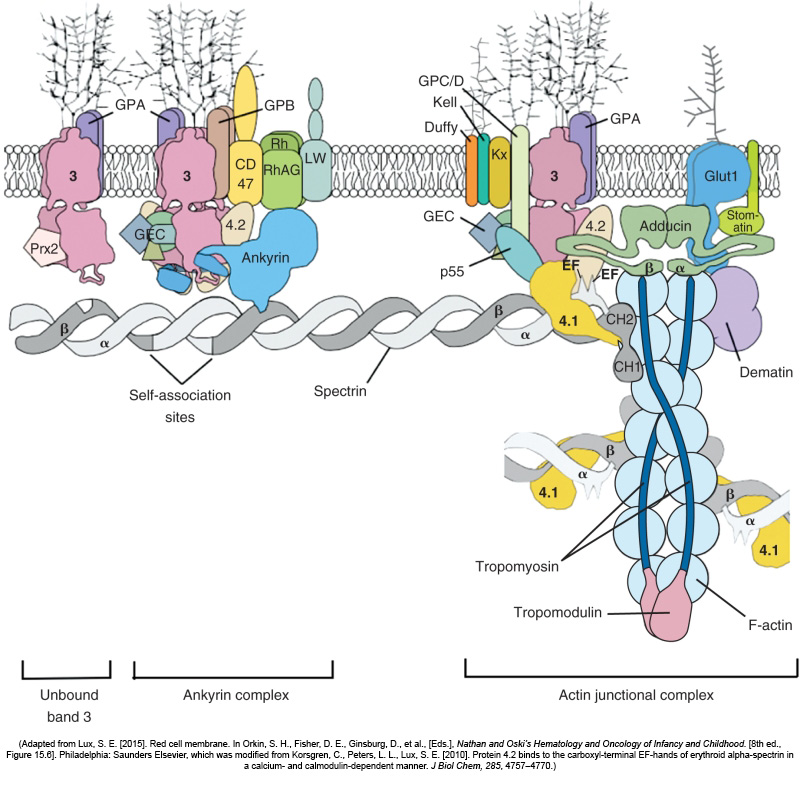 GPA
GPB
GPC/D
Kell
Duffy
GPA
3
3
CD
47
Rh
RhAG
LW
Kx
3
Glut1
Prx2
GEC
4.2
Ankyrin
GEC
p55
4.2
Adducin
Stom-
atin
EF
EF
β
α
4.1
CH2
CH1
Dematin
β
α
β
α
Self-association
sites
Spectrin
β
α
4.1
β
α
4.1
Tropomyosin
Tropomodulin
F-actin
Unbound
band 3
Ankyrin complex
Actin junctional complex
(Adapted from Lux, S. E. [2015]. Red cell membrane. In Orkin, S. H., Fisher, D. E., Ginsburg, D., et al., [Eds.], Nathan and Oski's Hematology and Oncology of Infancy and Childhood. [8th ed.,
Figure 15.6]. Philadelphia: Saunders Elsevier, which was modified from Korsgren, C., Peters, L. L., Lux, S. E. [2010]. Protein 4.2 binds to the carboxyl-terminal EF-hands of erythroid alpha-spectrin in
a calcium- and calmodulin-dependent manner. J Biol Chem, 285, 4757–4770.)